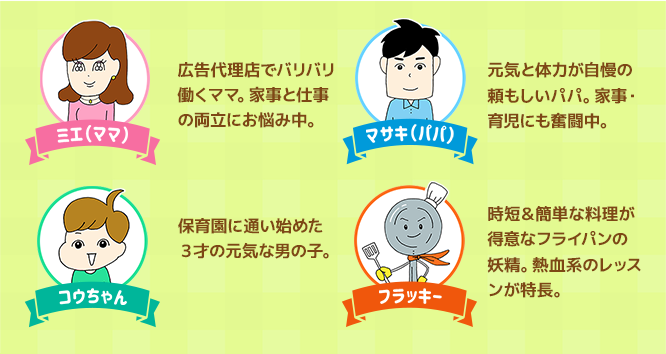 広告代理店でバリバリ
働くママ。家事と仕事
の両立にお悩み中。
ミエ(ママ)
元気と体力が自慢の
頼もしいパパ。家事・
育児にも奮闘中。
マサキ(パパ)
保育園に通い始めた
3才の元気な男の子。
コウちゃん
時短&簡単な料理が
得意なフライパンの
妖精。熱血系のレッス
ンが特長。
フラッキー